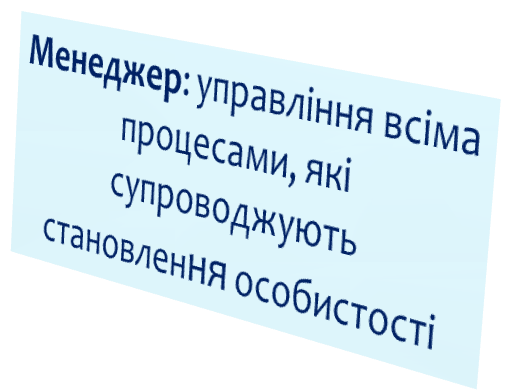 Менеджер: управління всіма
процесами, які
супроводжують
становлення особистості